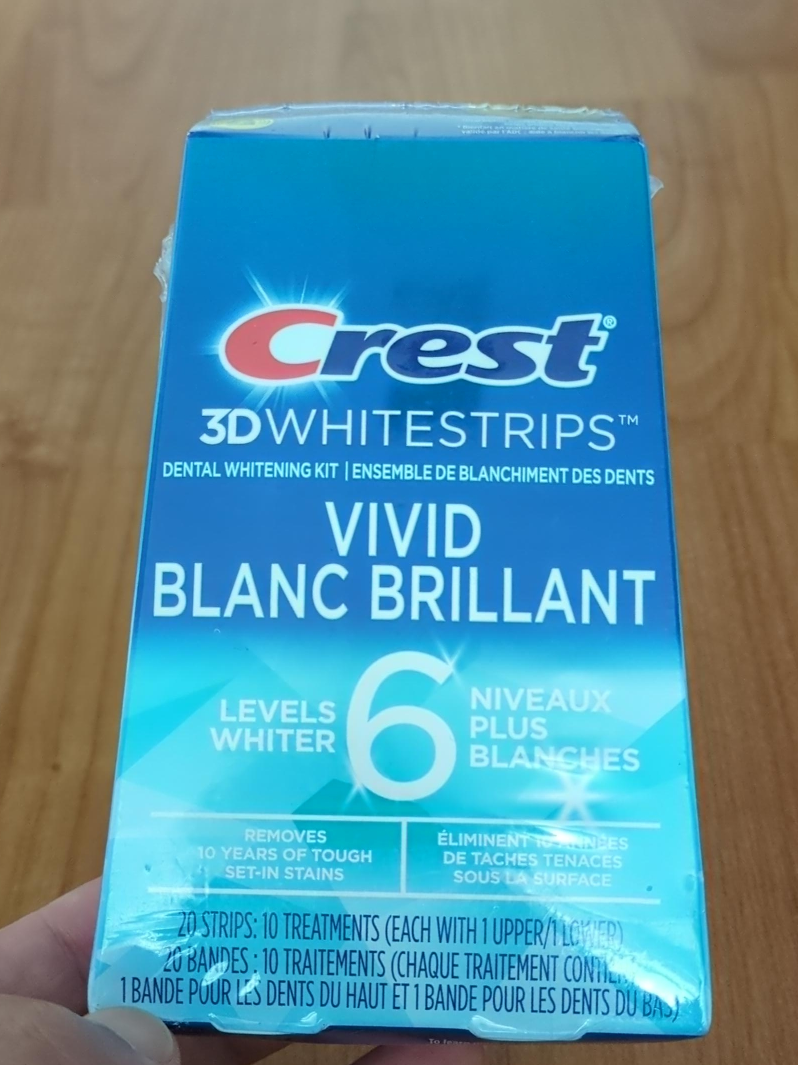 Crest®
3D WHITESTRIPS™
DENTAL WHITENING KIT | ENSEMBLE DE BLANCHIMENT DES DENTS
VIVID
BLANC BRILLANT
LEVELS WHITER
6
NIVEAUX PLUS BLANCHES
REMOVES
10 YEARS OF TOUGH
SET-IN STAINS
ÉLIMINENT 10 ANNÉES
DE TACHES TENACES
SOUS LA SURFACE
20 STRIPS: 10 TREATMENTS (EACH WITH 1 UPPER/1 LOWER)
20 BANDES : 10 TRAITEMENTS (CHAQUE TRAITEMENT CONTIENT
1 BANDE POUR LES DENTS DU HAUT ET 1 BANDE POUR LES DENTS DU BAS)